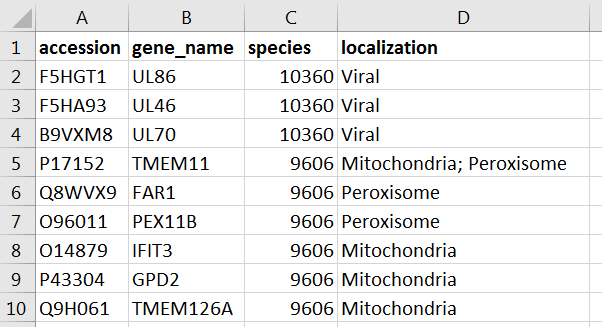 A B C D
1 accession gene_name species localization
2 F5HGT1 UL86 10360 Viral
3 F5HA93 UL46 10360 Viral
4 B9VXM8 UL70 10360 Viral
5 P17152 TMEM11 9606 Mitochondria; Peroxisome
6 Q8WVX9 FAR1 9606 Peroxisome
7 O96011 PEX11B 9606 Peroxisome
8 O14879 IFIT3 9606 Mitochondria
9 P43304 GPD2 9606 Mitochondria
10 Q9H061 TMEM126A 9606 Mitochondria